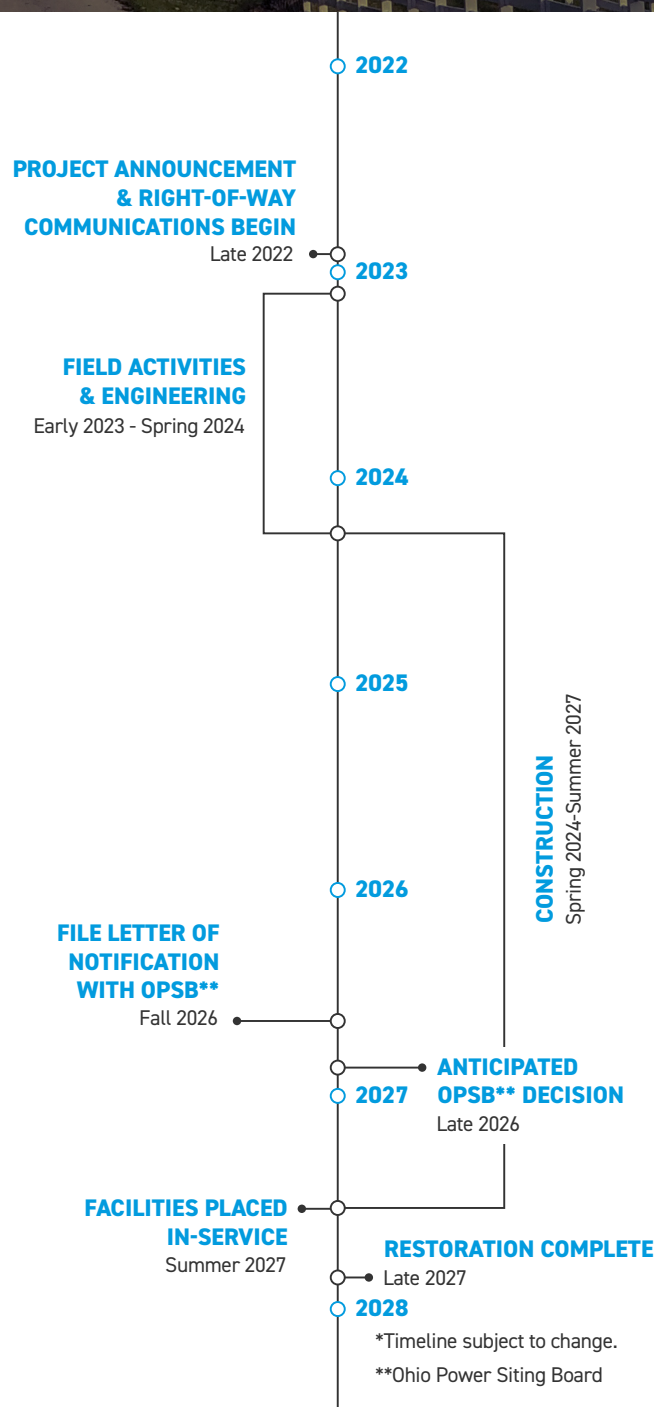 2022
PROJECT ANNOUNCEMENT
& RIGHT-OF-WAY
COMMUNICATIONS BEGIN
Late 2022
2023
FIELD ACTIVITIES
& ENGINEERING
Early 2023 - Spring 2024
2024
2025
CONSTRUCTION
Spring 2024-Summer 2027
2026
FILE LETTER OF
NOTIFICATION
WITH OPSB**
Fall 2026
ANTICIPATED
OPSB** DECISION
Late 2026
2027
FACILITIES PLACED
IN-SERVICE
Summer 2027
RESTORATION COMPLETE
Late 2027
2028
*Timeline subject to change.
**Ohio Power Siting Board